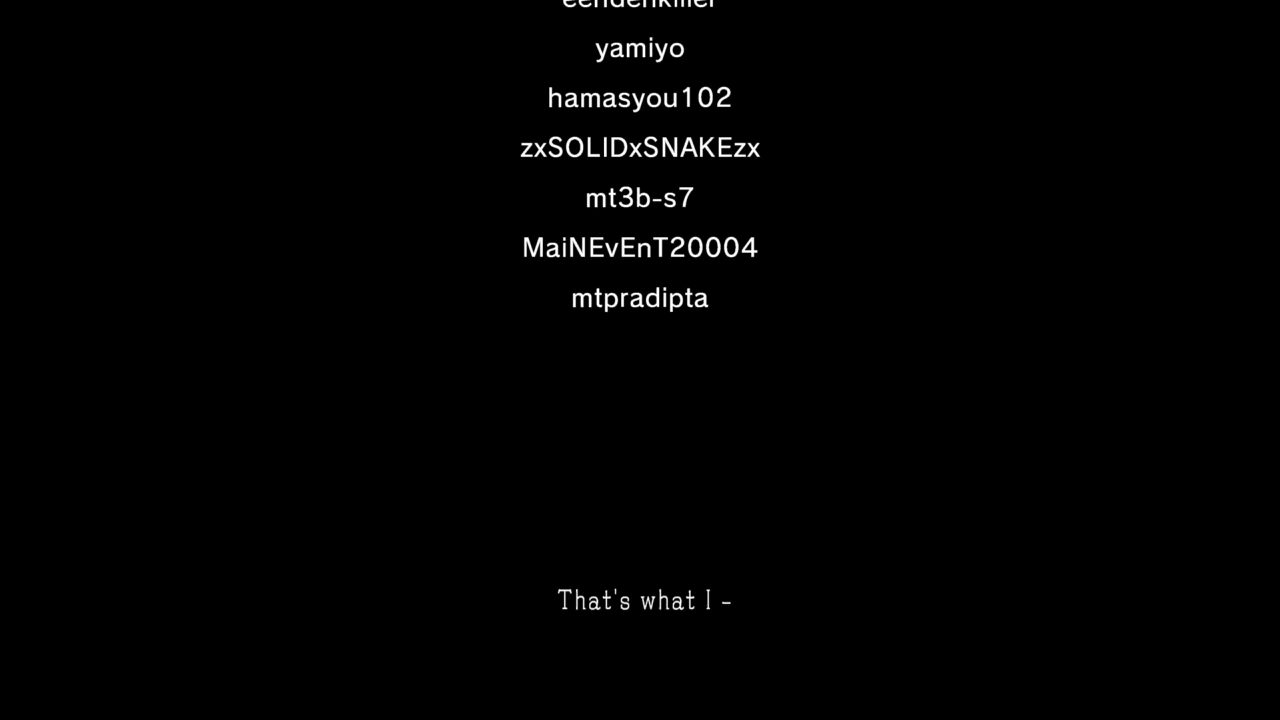 yamiyo
hamasyou102
zxSOLIDxSNAKEzx
mt3b-s7
MaiNEvEnT20004
mtpradipta
That's what I -